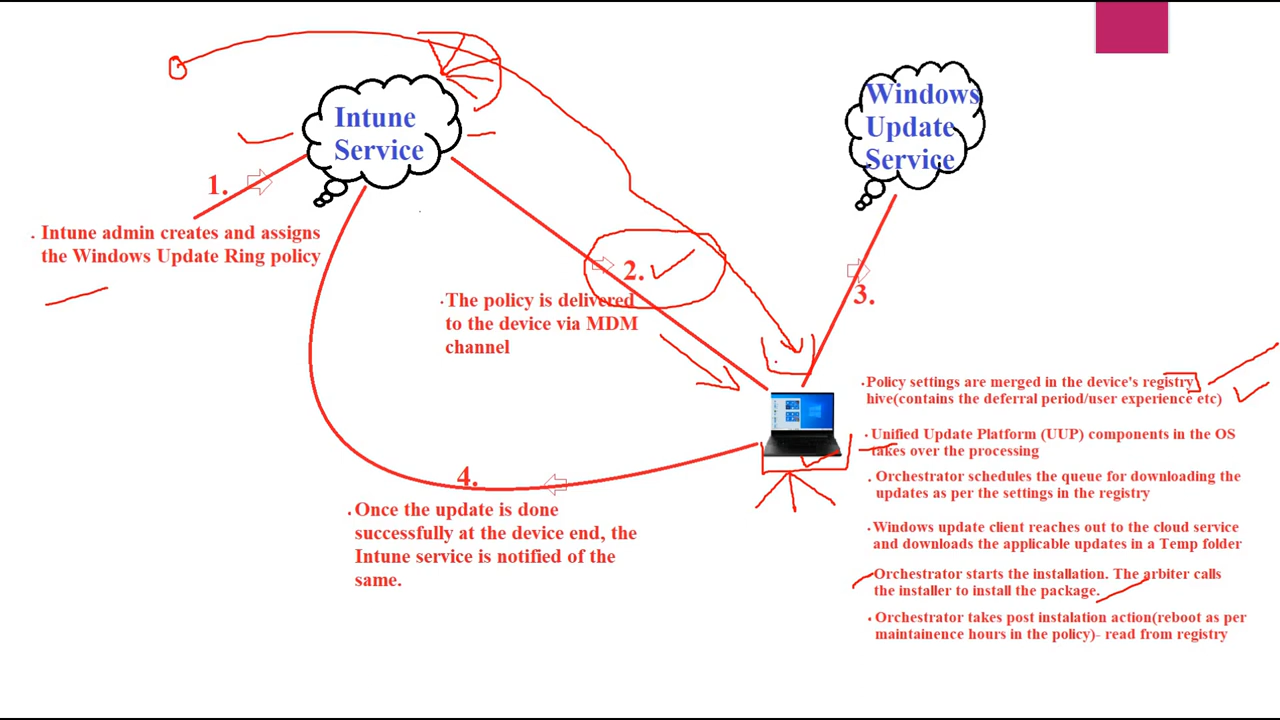 Intune
Service
Windows
Update
Service
1.
Intune admin creates and assigns
the Windows Update Ring policy
2.
The policy is delivered
to the device via MDM
channel
3.
Policy settings are merged in the device's registry
hive(contains the deferral period/user experience etc)
Unified Update Platform (UUP) components in the OS
takes over the processing
Orchestrator schedules the queue for downloading the
updates as per the settings in the registry
Windows update client reaches out to the cloud service
and downloads the applicable updates in a Temp folder
Orchestrator starts the installation. The arbiter calls
the installer to install the package.
Orchestrator takes post instalation action(reboot as per
maintainence hours in the policy)- read from registry
4.
Once the update is done
successfully at the device end, the
Intune service is notified of the
same.